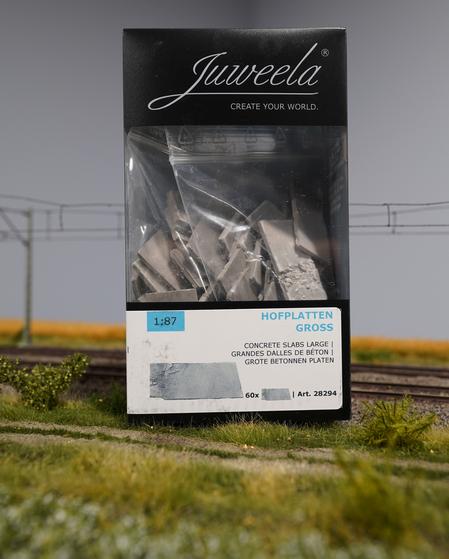 Juweela®
CREATE YOUR WORLD.
1:87
HOFPLATTEN
GROSS
CONCRETE SLABS LARGE |
GRANDES DALLES DE BÉTON |
GROTE BETONNEN PLATEN
60x | Art. 28294